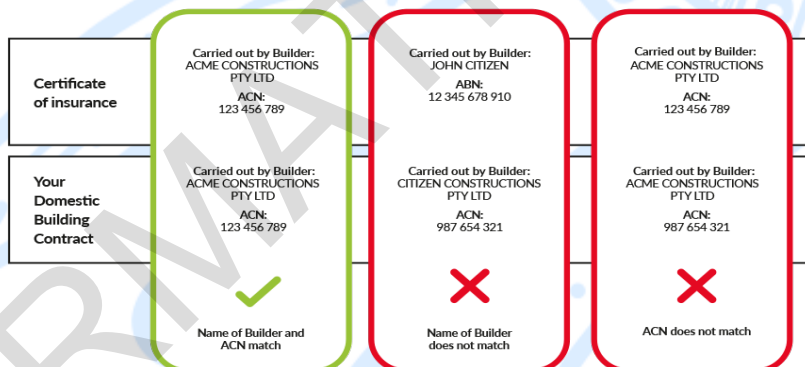 Certificate
of insurance
Carried out by Builder:
ACME CONSTRUCTIONS
PTY LTD
ACN:
123 456 789
Carried out by Builder:
JOHN CITIZEN
ABN:
12 345 678 910
Carried out by Builder:
ACME CONSTRUCTIONS
PTY LTD
ACN:
123 456 789
Your
Domestic
Building
Contract
Carried out by Builder:
ACME CONSTRUCTIONS
PTY LTD
ACN:
123 456 789
Carried out by Builder:
CITIZEN CONSTRUCTIONS
PTY LTD
ACN:
987 654 321
Carried out by Builder:
ACME CONSTRUCTIONS
PTY LTD
ACN:
987 654 321
Name of Builder and
ACN match
Name of Builder
does not match
ACN does not match
RMAT